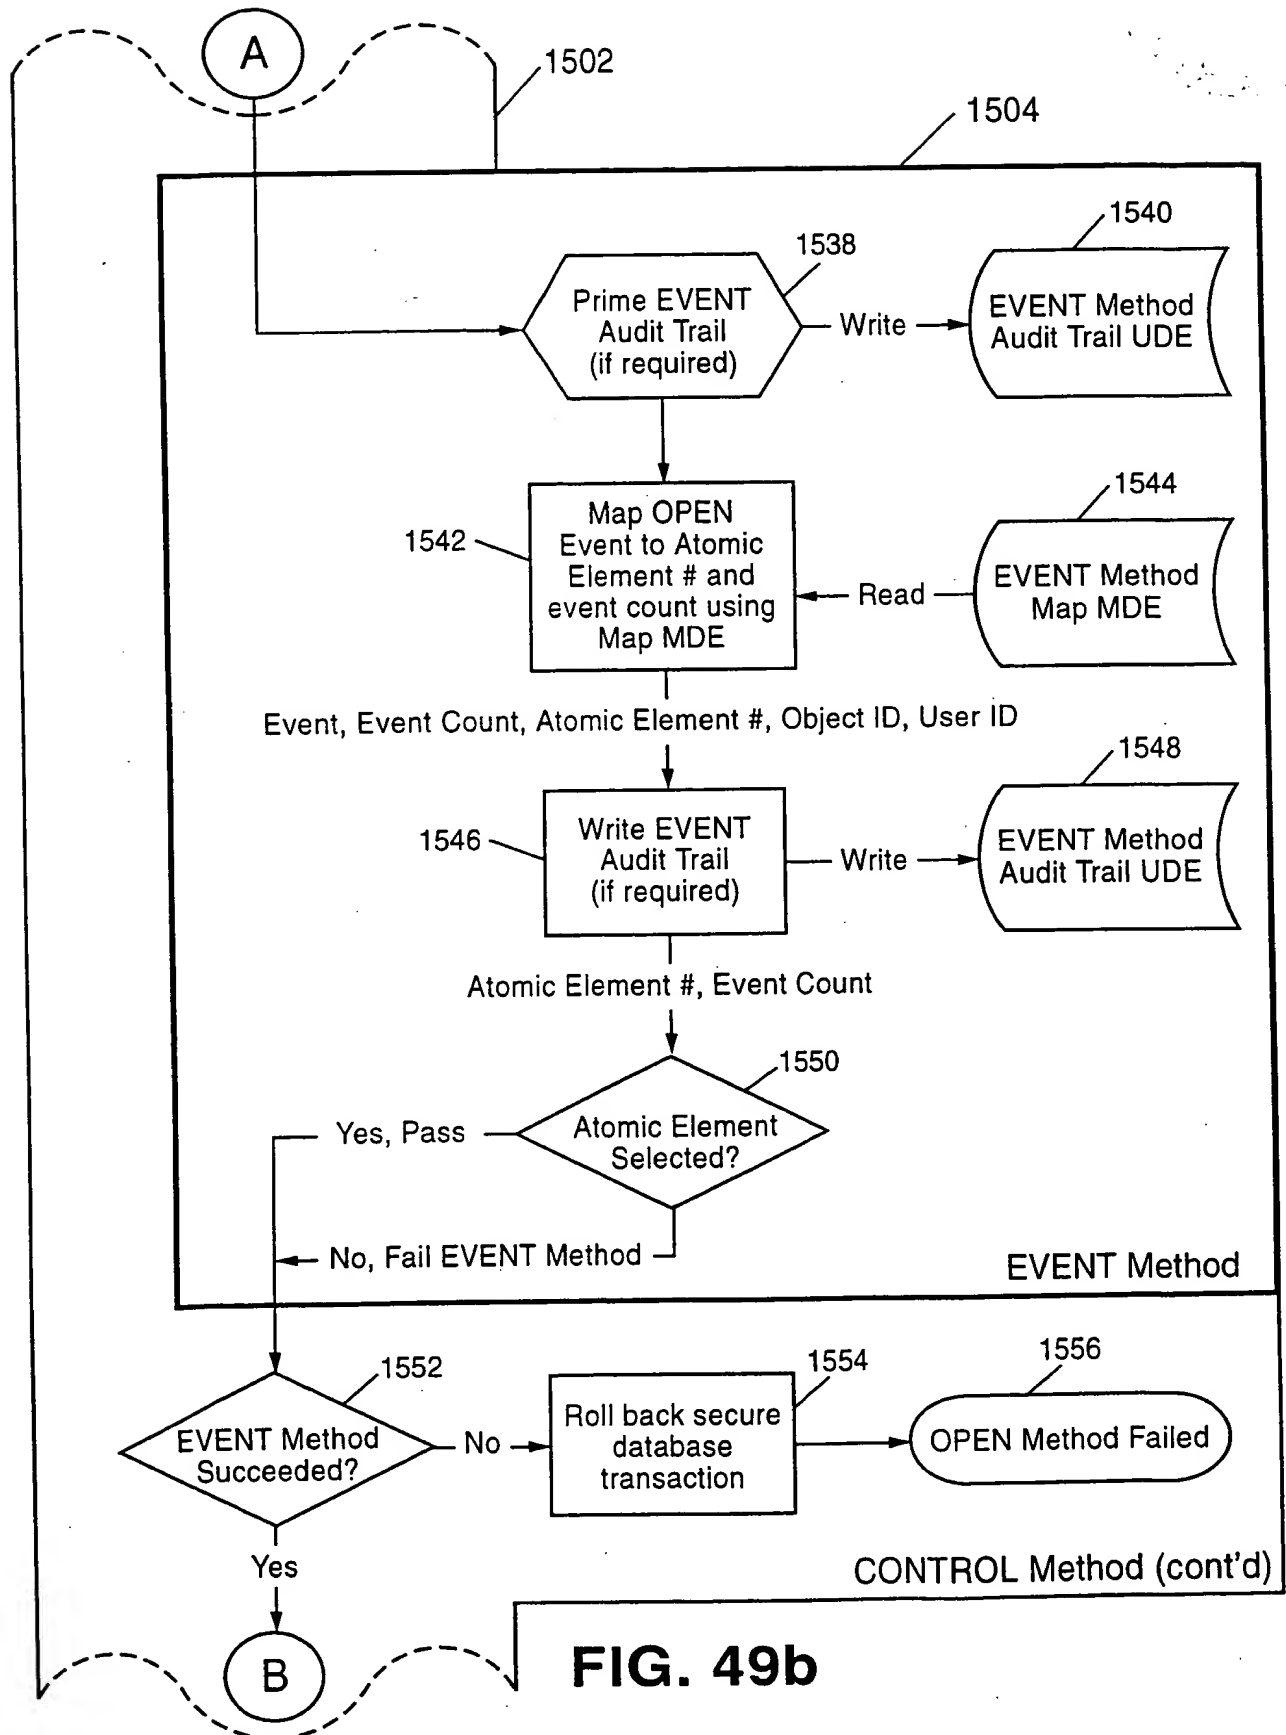 A
1502
1504
1540
1538
Prime EVENT
Audit Trail
(if required)
Write
EVENT Method
Audit Trail UDE
1544
1542
Map OPEN
Event to Atomic
Element # and
event count using
Map MDE
Read
EVENT Method
Map MDE
Event, Event Count, Atomic Element #, Object ID, User ID
1548
1546
Write EVENT
Audit Trail
(if required)
Write
EVENT Method
Audit Trail UDE
Atomic Element #, Event Count
1550
Yes, Pass
Atomic Element
Selected?
No, Fail EVENT Method
EVENT Method
1552
1554
1556
EVENT Method
Succeeded?
No
Roll back secure
database
transaction
OPEN Method Failed
Yes
CONTROL Method (cont'd)
B
FIG. 49b